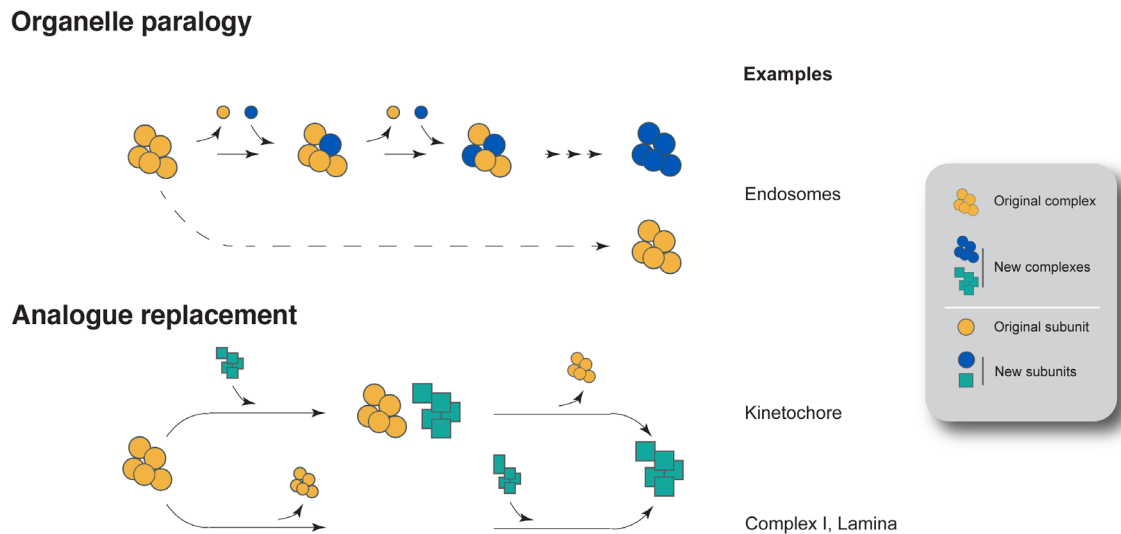 Organelle paralogy
Examples
Endosomes
Original complex
New complexes
Original subunit
New subunits
Analogue replacement
Kinetochore
Complex I, Lamina